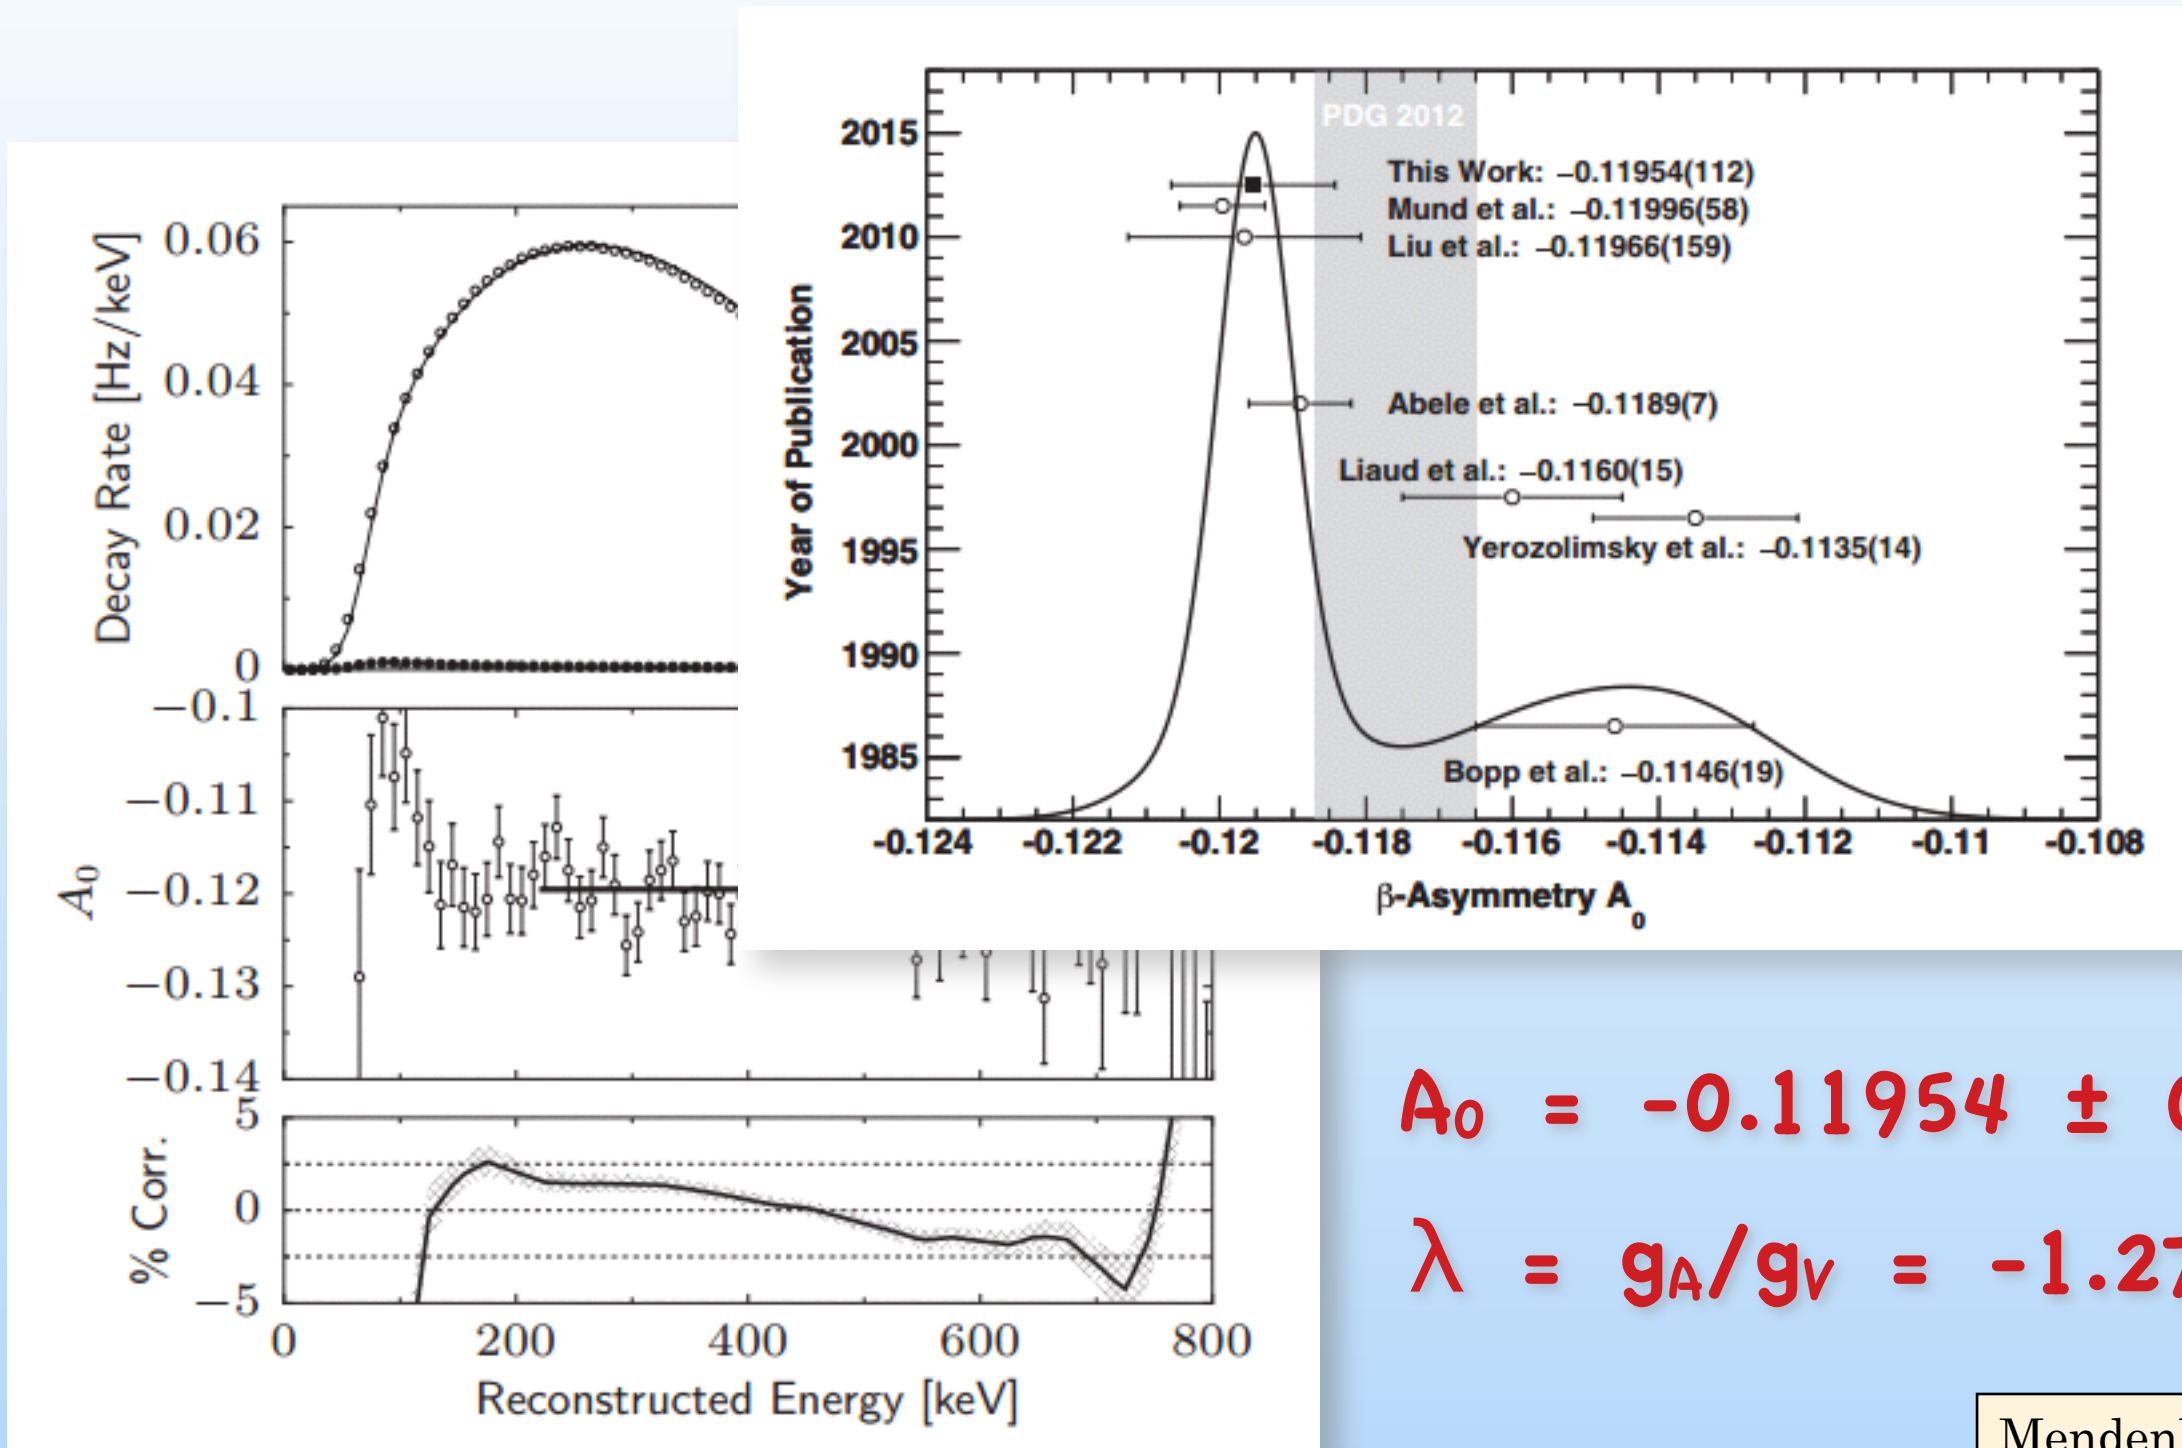 PDG 2012
2015
2010
2005
2000
1995
1990
1985
Year of Publication
This Work: –0.11954(112)
Mund et al.: –0.11996(58)
Liu et al.: –0.11966(159)
Abele et al.: –0.1189(7)
Liaud et al.: –0.1160(15)
Yerozolimsky et al.: –0.1135(14)
Bopp et al.: –0.1146(19)
-0.124 -0.122 -0.12 -0.118 -0.116 -0.114 -0.112 -0.11 -0.108
β-Asymmetry A0
Decay Rate [Hz/keV]
0.06
0.04
0.02
0
A0
−0.1
−0.11
−0.12
−0.13
−0.14
% Corr.
5
0
−5
0 200 400 600 800
Reconstructed Energy [keV]
A0 = -0.11954 ±
λ = gA/gV = -1.27